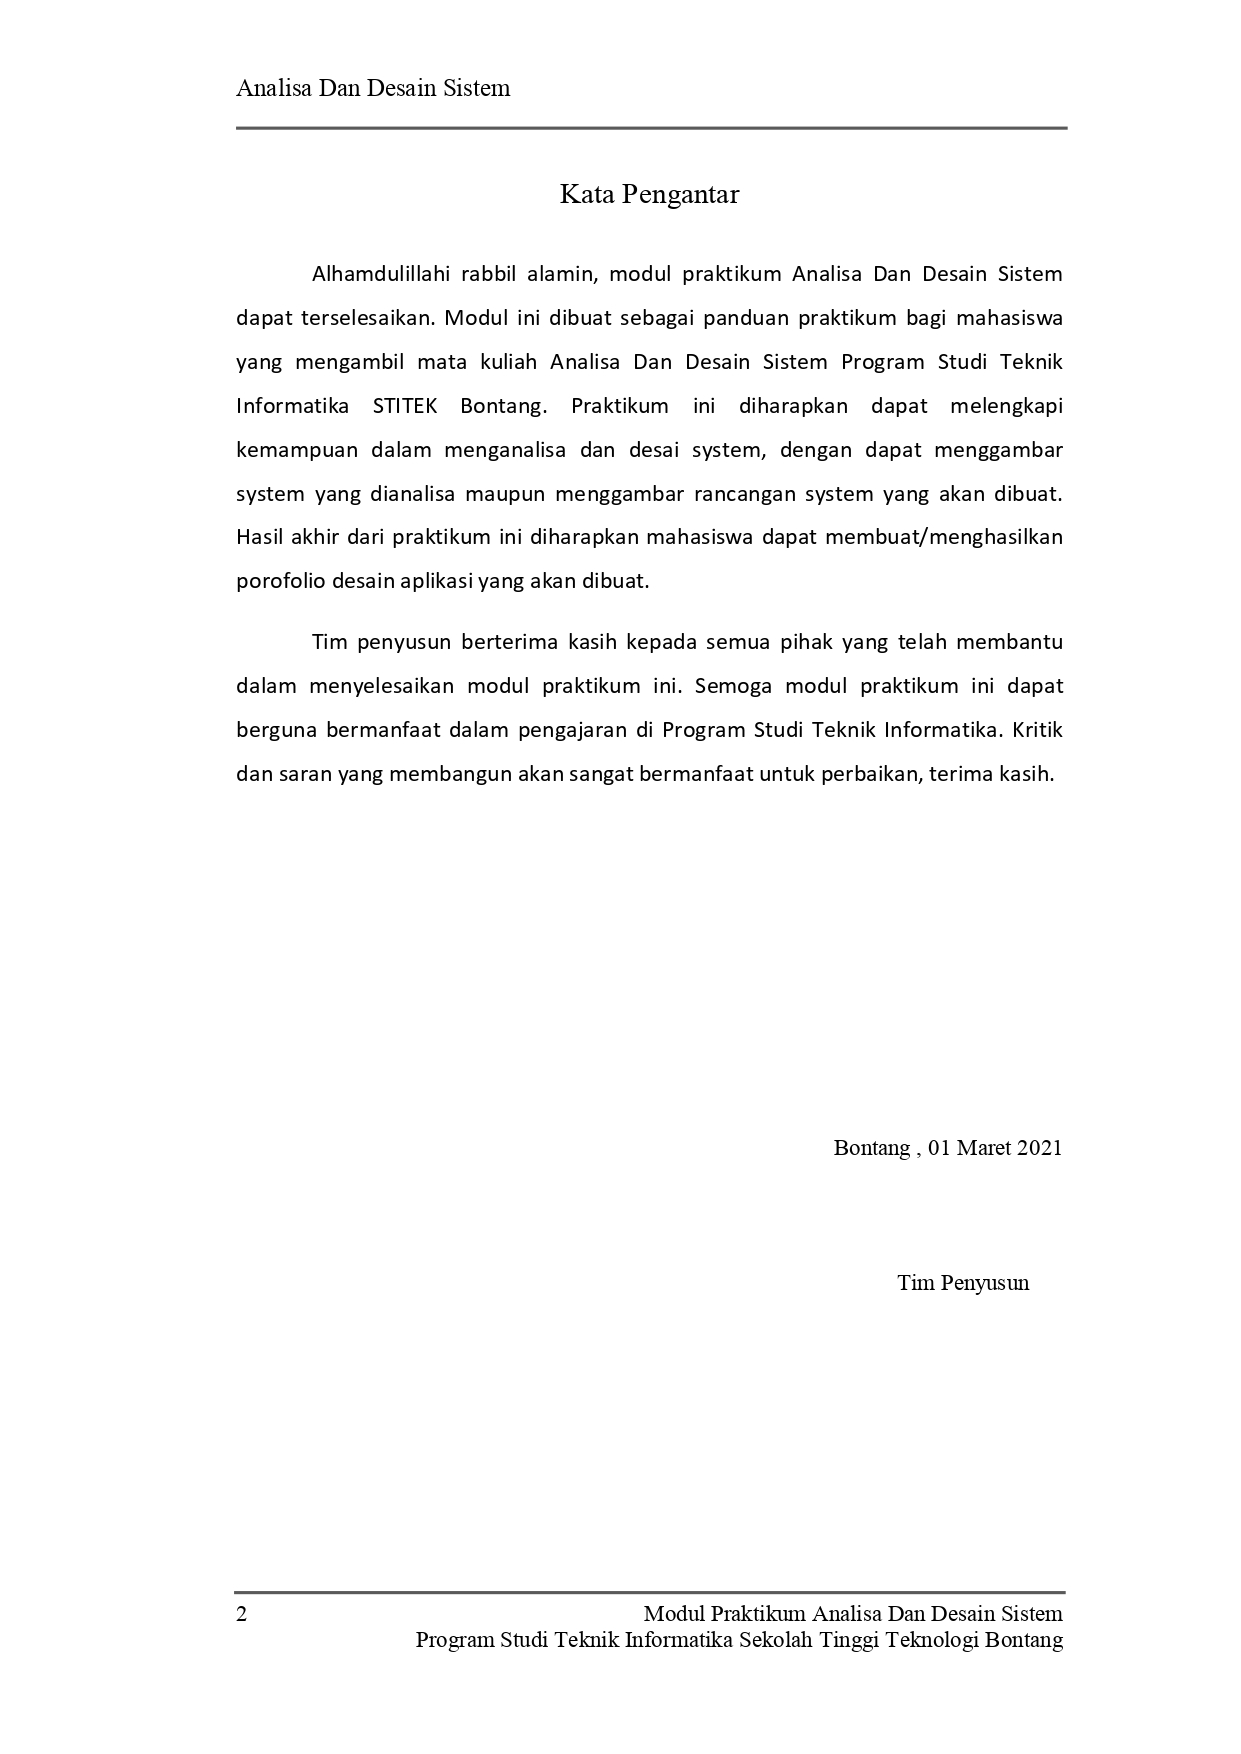 Analisa Dan Desain Sistem
Kata Pengantar
Alhamdulillahi rabbil alamin, modul praktikum Analisa Dan Desain Sistem
dapat terselesaikan. Modul ini dibuat sebagai panduan praktikum bagi mahasiswa
yang mengambil mata kuliah Analisa Dan Desain Sistem Program Studi Teknik
Informatika STITEK Bontang. Praktikum ini diharapkan dapat melengkapi
kemampuan dalam menganalisa dan desai system, dengan dapat menggambar
system yang dianalisa maupun menggambar rancangan system yang akan dibuat.
Hasil akhir dari praktikum ini diharapkan mahasiswa dapat membuat/menghasilkan
porofolio desain aplikasi yang akan dibuat.
Tim penyusun berterima kasih kepada semua pihak yang telah membantu
dalam menyelesaikan modul praktikum ini. Semoga modul praktikum ini dapat
berguna bermanfaat dalam pengajaran di Program Studi Teknik Informatika. Kritik
dan saran yang membangun akan sangat bermanfaat untuk perbaikan, terima kasih.
Bontang , 01 Maret 2021
Tim Penyusun
2 Modul Praktikum Analisa Dan Desain Sistem
Program Studi Teknik Informatika Sekolah Tinggi Teknologi Bontang